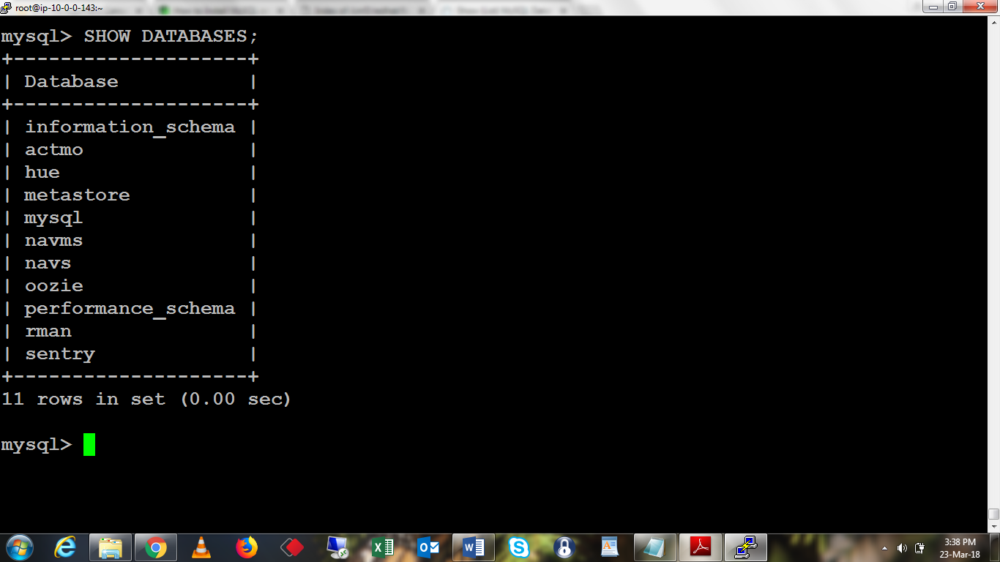 root@ip-10-0-0-143:~
mysql> SHOW DATABASES;
+--------------------+
| Database           |
+--------------------+
| information_schema |
| actmo              |
| hue                |
| metastore          |
| mysql              |
| navms              |
| navs               |
| oozie              |
| performance_schema |
| rman               |
| sentry             |
+--------------------+
11 rows in set (0.00 sec)
mysql>
3:38 PM
23-Mar-18